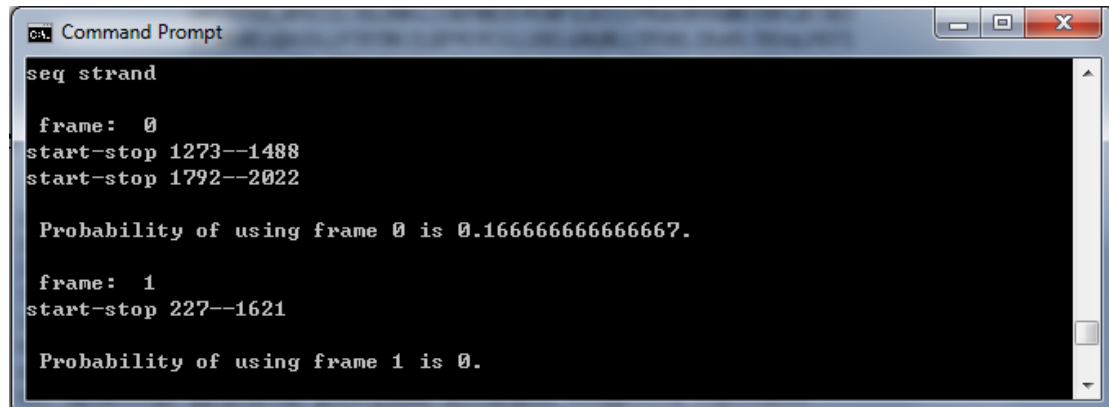 Command Prompt
seq strand
frame: 0
start-stop 1273--1488
start-stop 1792--2022
Probability of using frame 0 is 0.166666666666667.
frame: 1
start-stop 227--1621
Probability of using frame 1 is 0.